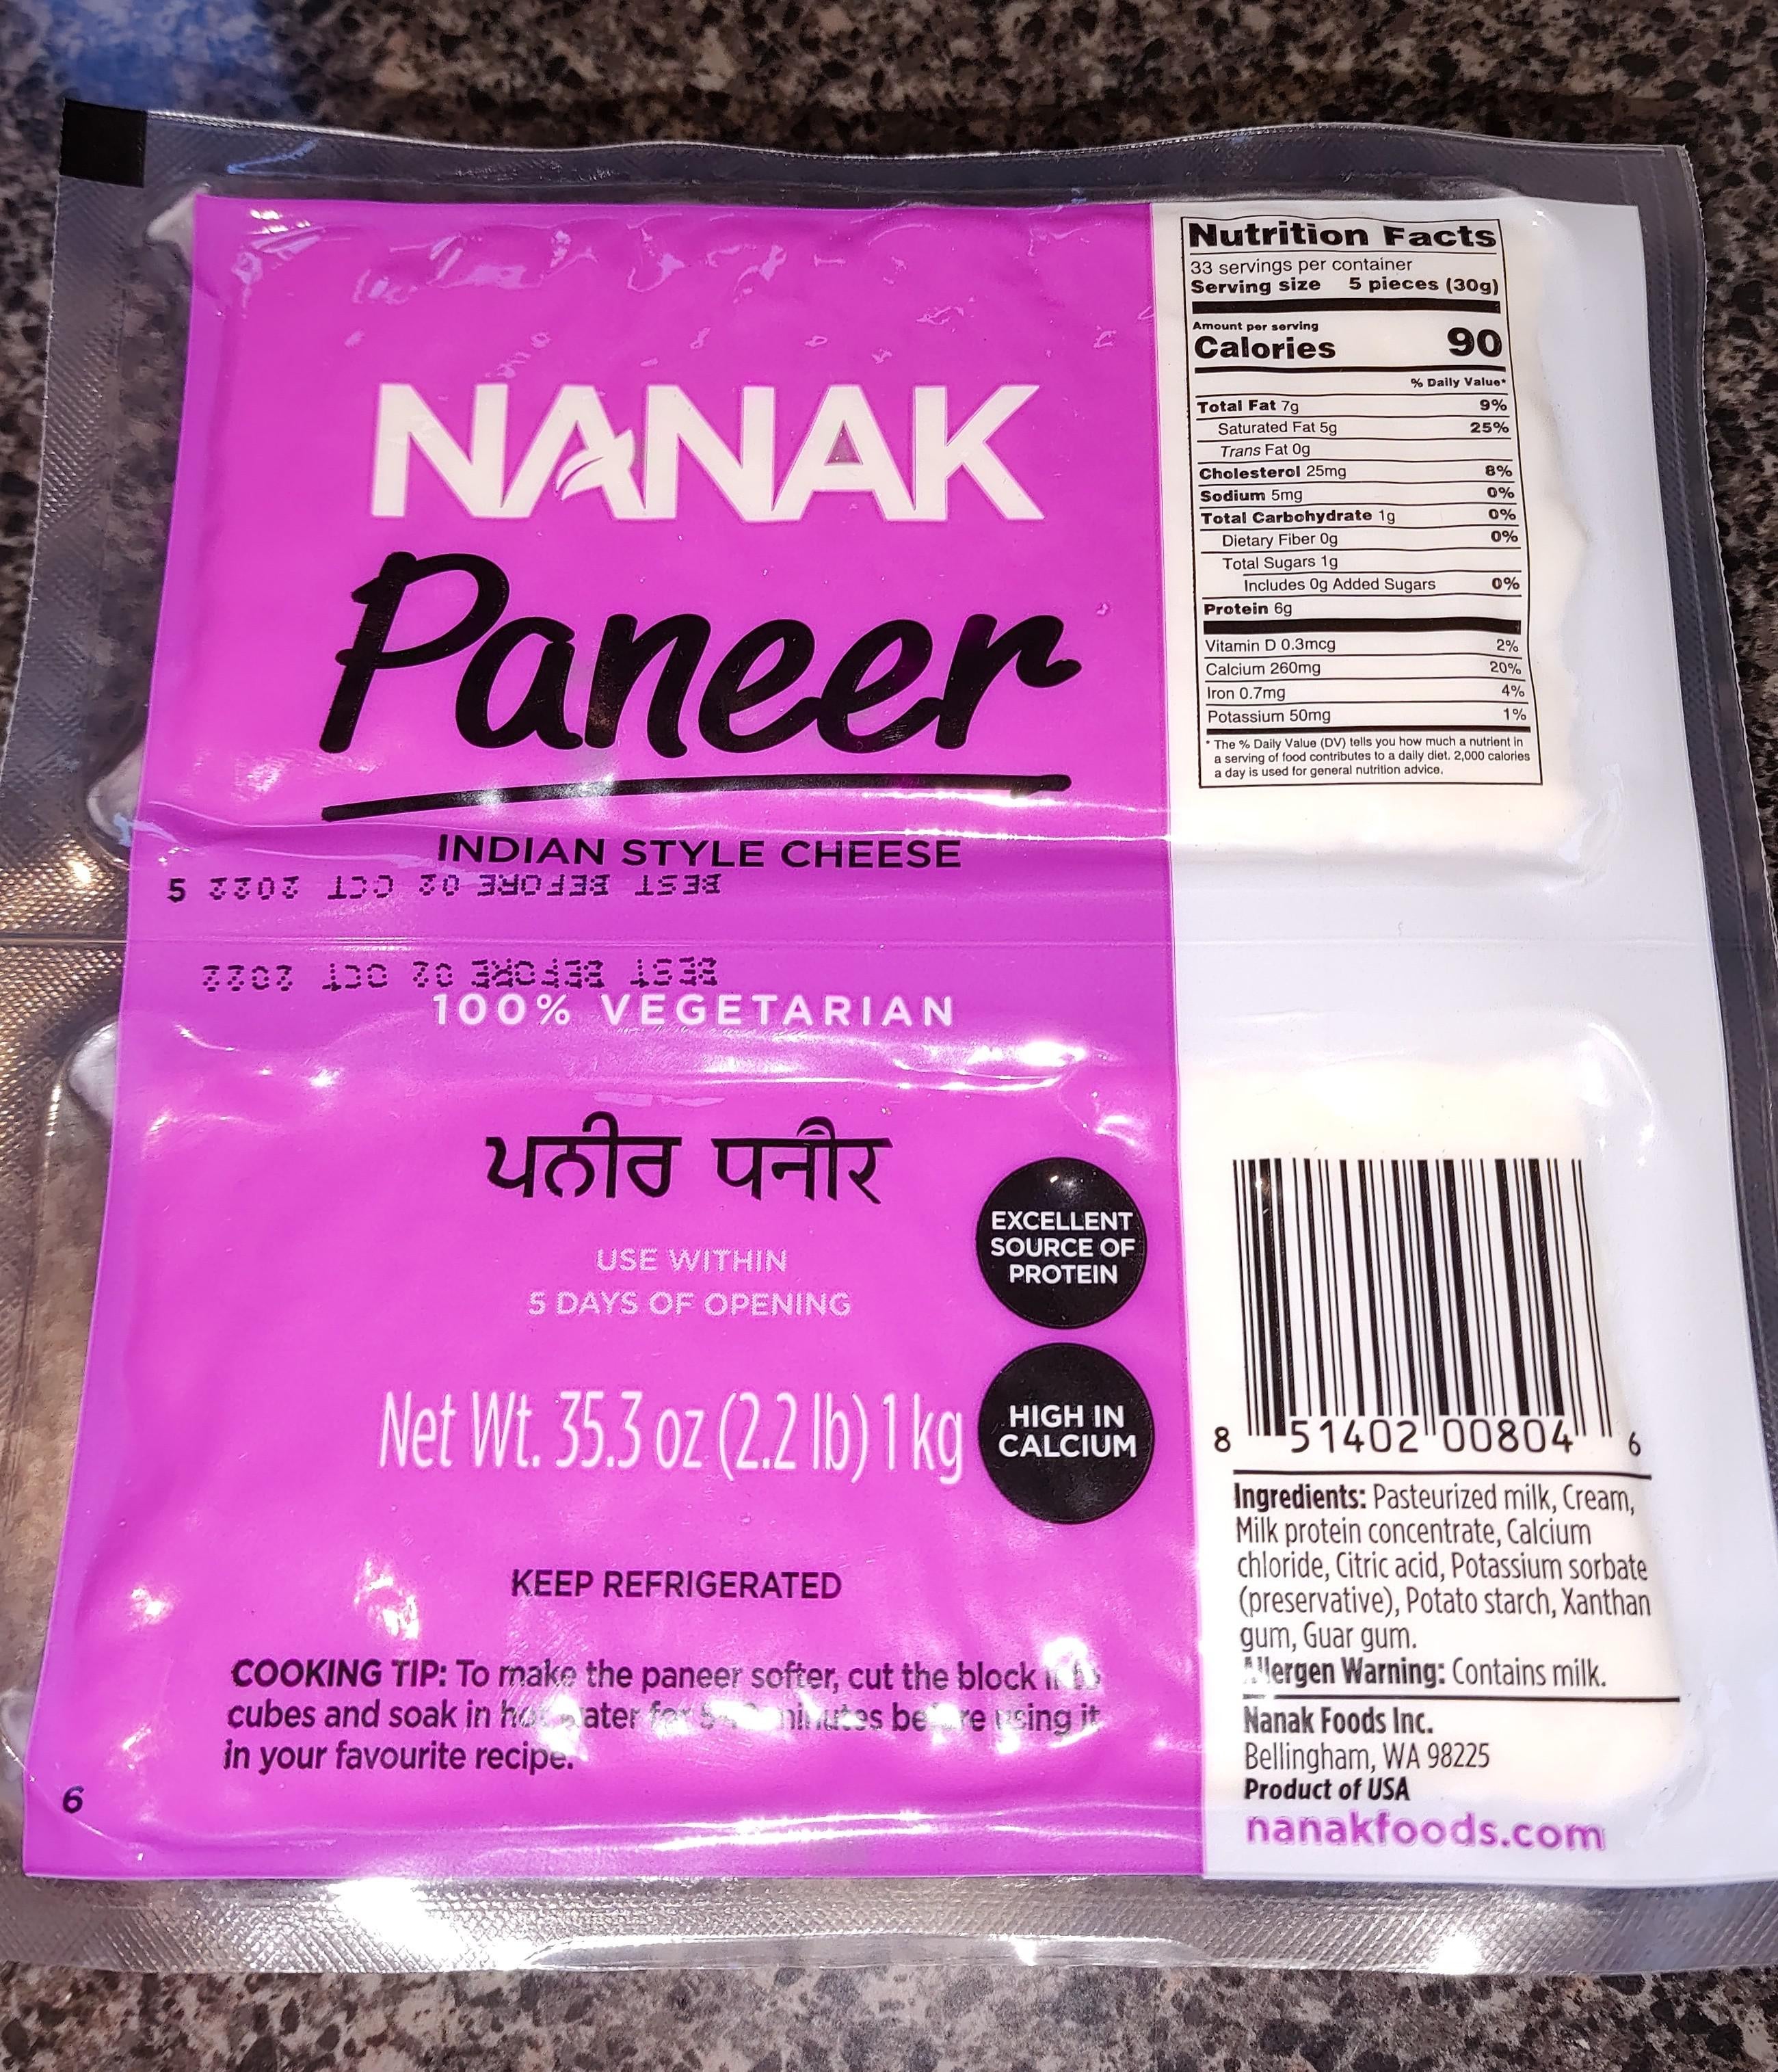 NANAK
Paneer
INDIAN STYLE CHEESE
5
BEST BEFORE 02 OCT 2022
BEST BEFORE 02 OCT 2022
100% VEGETARIAN
ਪਨੀਰ पनीर
USE WITHIN
5 DAYS OF OPENING
EXCELLENT
SOURCE OF
PROTEIN
Net Wt. 35.3 oz (2.2 lb) 1 kg
HIGH IN
CALCIUM
KEEP REFRIGERATED
COOKING TIP: To make the paneer softer, cut the block into
cubes and soak in hot water for minutes before using it
in your favourite recipe.
6
Nutrition Facts
33 servings per container
Serving size 5 pieces (30g)
Amount per serving
Calories 90
% Daily Value*
Total Fat 7g 9%
Saturated Fat 5g 25%
Trans Fat 0g
Cholesterol 25mg 8%
Sodium 5mg 0%
Total Carbohydrate 1g 0%
Dietary Fiber 0g 0%
Total Sugars 1g
Includes 0g Added Sugars 0%
Protein 6g
Vitamin D 0.3mcg 2%
Calcium 260mg 20%
Iron 0.7mg 4%
Potassium 50mg 1%
* The % Daily Value (DV) tells you how much a nutrient in
a serving of food contributes to a daily diet. 2,000 calories
a day is used for general nutrition advice.
8 51402 00804 6
Ingredients: Pasteurized milk, Cream,
Milk protein concentrate, Calcium
chloride, Citric acid, Potassium sorbate
(preservative), Potato starch, Xanthan
gum, Guar gum.
Allergen Warning: Contains milk.
Nanak Foods Inc.
Bellingham, WA 98225
Product of USA
nanakfoods.com